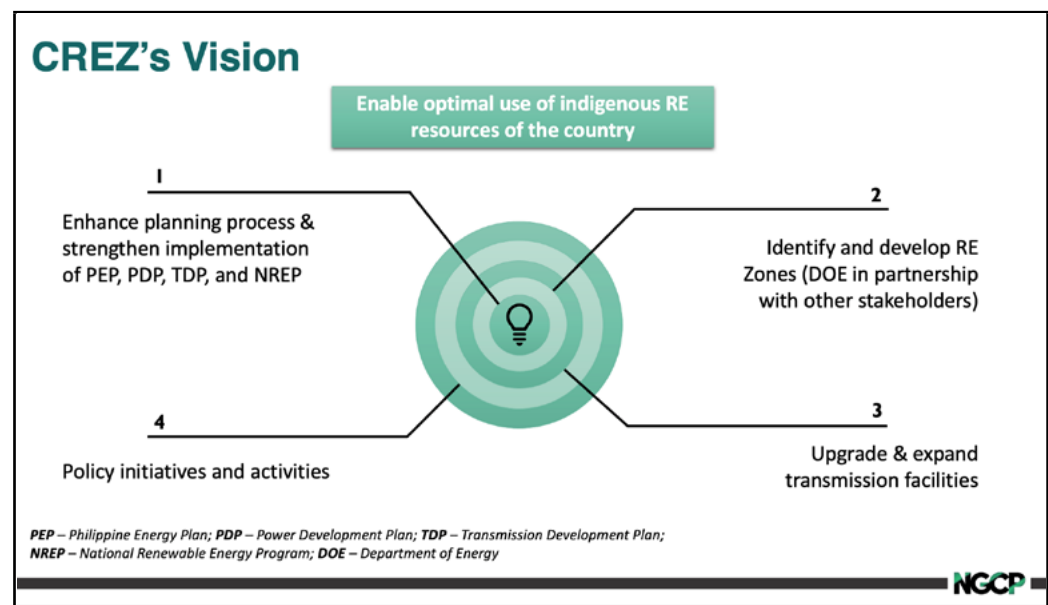 CREZ's Vision
Enable optimal use of indigenous RE
resources of the country
1
Enhance planning process &
strengthen implementation
of PEP, PDP, TDP, and NREP
2
Identify and develop RE
Zones (DOE in partnership
with other stakeholders)
4
Policy initiatives and activities
3
Upgrade & expand
transmission facilities
PEP – Philippine Energy Plan; PDP – Power Development Plan; TDP – Transmission Development Plan;
NREP – National Renewable Energy Program; DOE – Department of Energy
NGCP